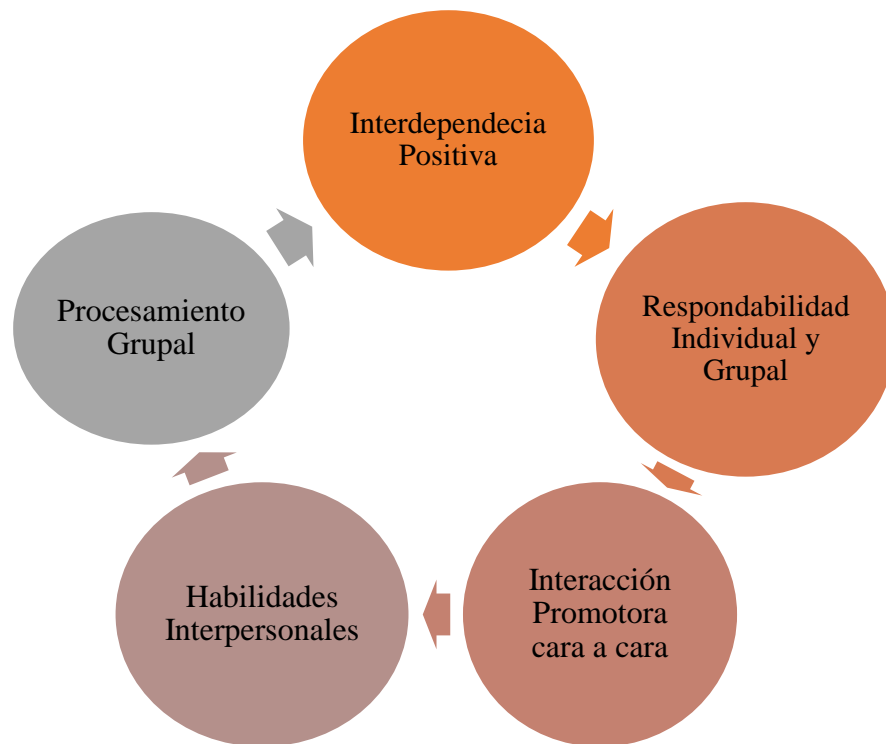 Interdependecia
Positiva
Respondabilidad
Individual y
Grupal
Interacción
Promotora
cara a cara
Habilidades
Interpersonales
Procesamiento
Grupal